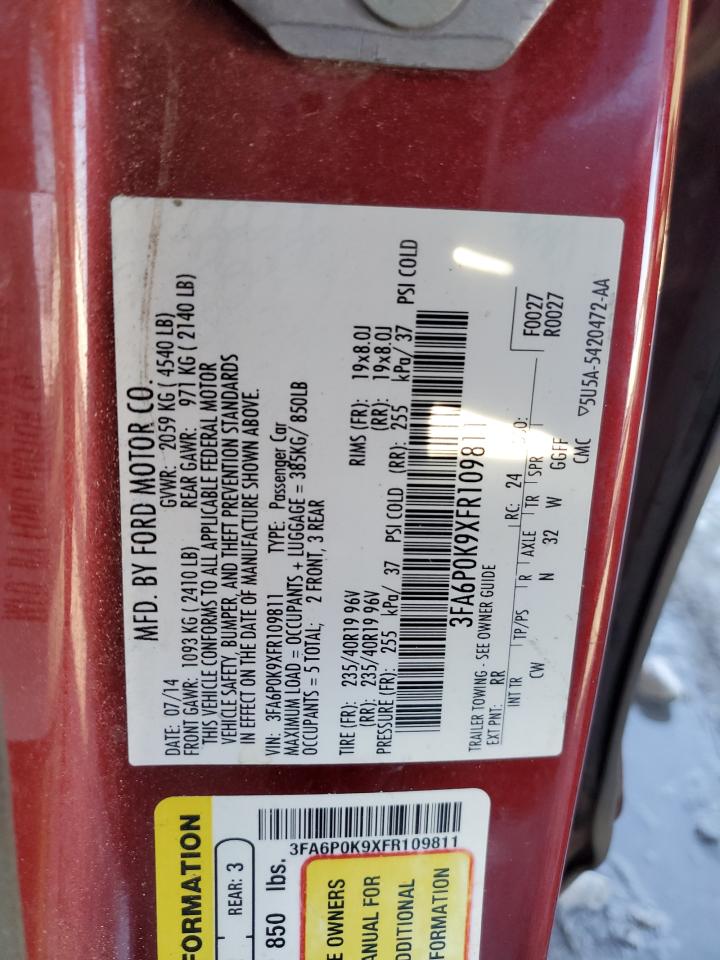 MFD. BY FORD MOTOR CO.
DATE: 07/14 GVWR: 2059 KG ( 4540 LB)
FRONT GAWR: 1093 KG ( 2410 LB) REAR GAWR: 971 KG ( 2140 LB)
THIS VEHICLE CONFORMS TO ALL APPLICABLE FEDERAL MOTOR
VEHICLE SAFETY, BUMPER, AND THEFT PREVENTION STANDARDS
IN EFFECT ON THE DATE OF MANUFACTURE SHOWN ABOVE.
VIN: 3FA6P0K9XFR109811 TYPE: Passenger Car
MAXIMUM LOAD = OCCUPANTS + LUGGAGE = 385KG/ 850LB
OCCUPANTS = 5 TOTAL; 2 FRONT, 3 REAR
TIRE (FR): 235/40R19 96V RIMS (FR): 19x8.0J
(RR): 235/40R19 96V (RR): 19x8.0J
PRESSURE (FR): 255 kPa/ 37 PSI COLD (RR): 255 kPa/ 37 PSI COLD
3FA6P0K9XFR109811
TRAILER TOWING - SEE OWNER GUIDE
EXT PNT: RR RC: 24
INT TR TP/PS R AXLE TR SPR
CW N 32 W GGFF
F0027
R0027
CMC ▽5U5A-5420472-AA
FORMATION
REAR: 3
850 lbs.
3FA6P0K9XFR109811
E OWNERS
ANUAL FOR
DDITIONAL
FORMATION